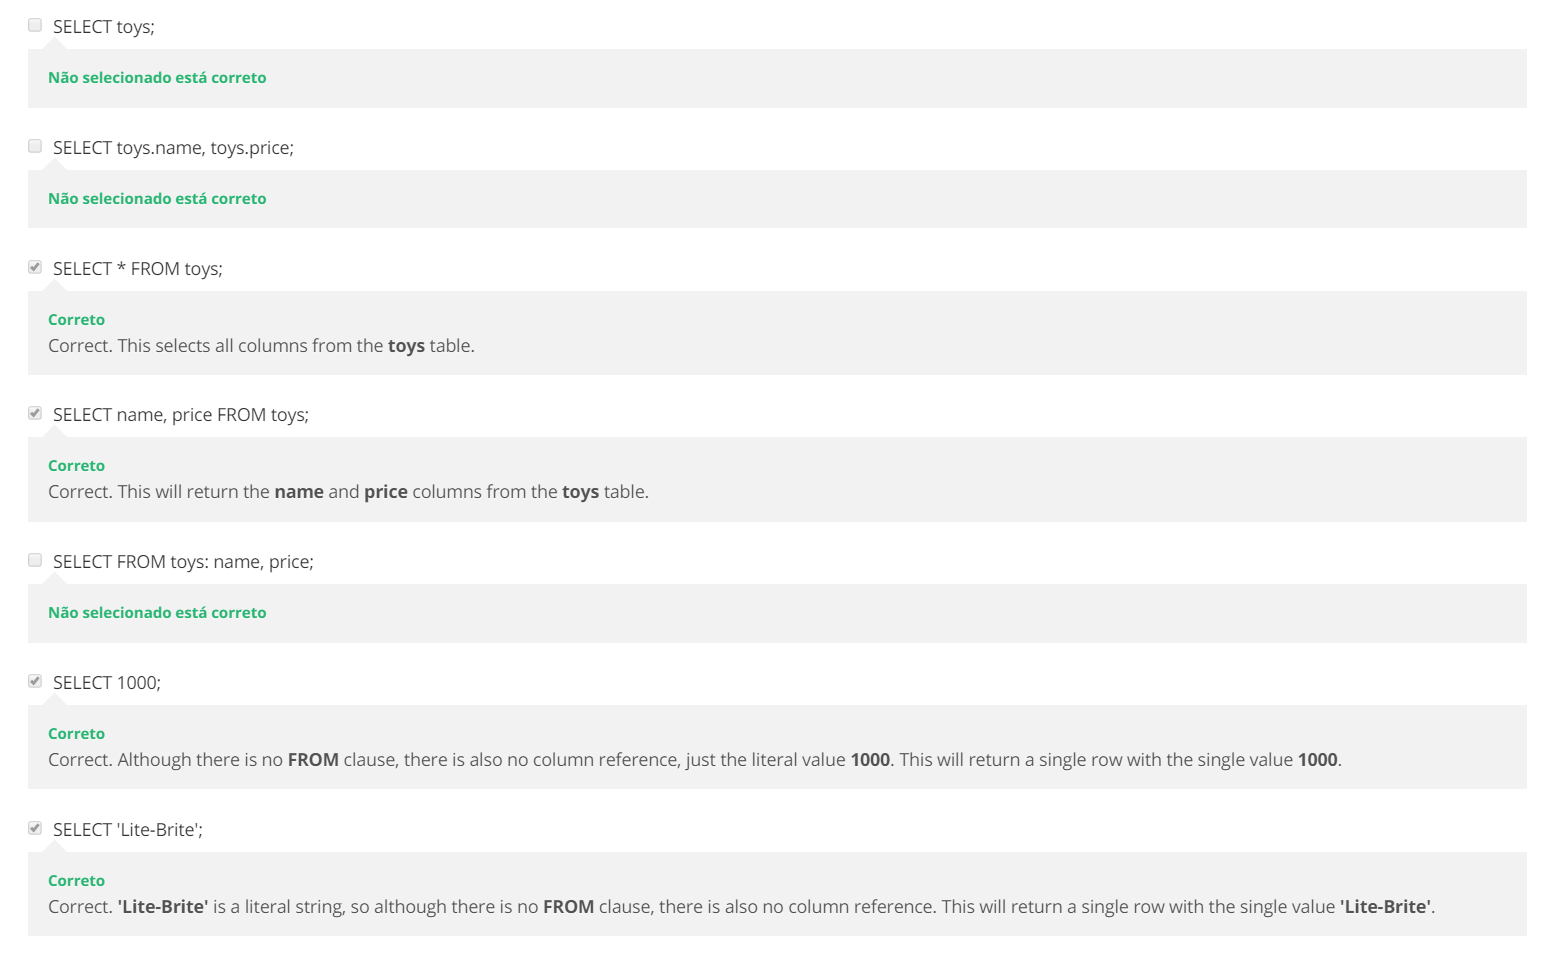 SELECT toys;
Não selecionado está correto
SELECT toys.name, toys.price;
Não selecionado está correto
SELECT * FROM toys;
Correto
Correct. This selects all columns from the toys table.
SELECT name, price FROM toys;
Correto
Correct. This will return the name and price columns from the toys table.
SELECT FROM toys: name, price;
Não selecionado está correto
SELECT 1000;
Correto
Correct. Although there is no FROM clause, there is also no column reference, just the literal value 1000. This will return a single row with the single value 1000.
SELECT 'Lite-Brite';
Correto
Correct. 'Lite-Brite' is a literal string, so although there is no FROM clause, there is also no column reference. This will return a single row with the single value 'Lite-Brite'.